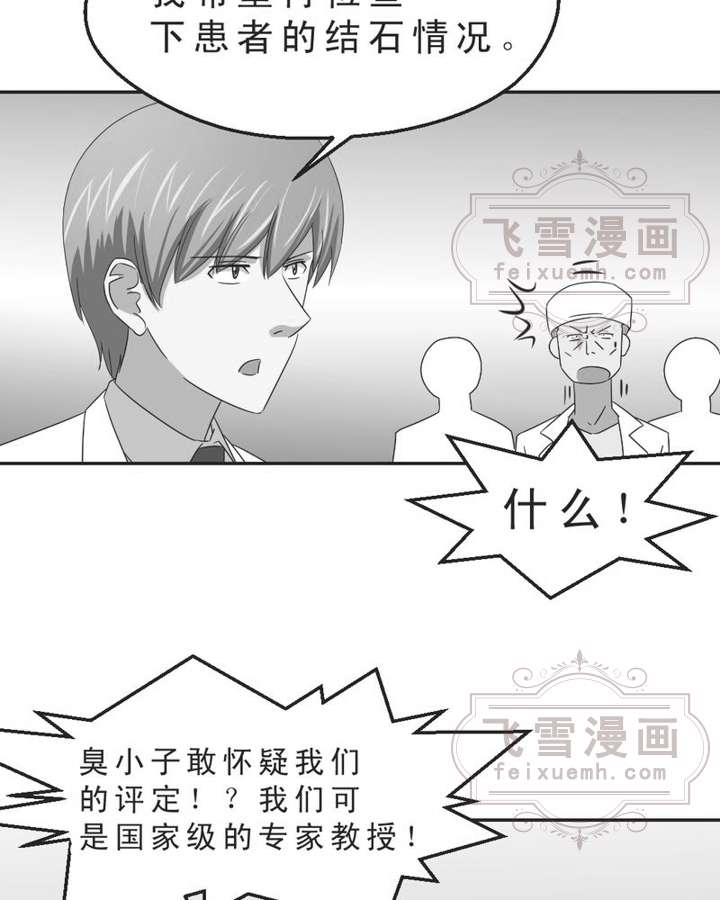 下患者的结石情况。
飞雪漫画
feixuemh.com
什么！
飞雪漫画
feixuemh.com
臭小子敢怀疑我们
的评定！？我们可
是国家级的专家教授！